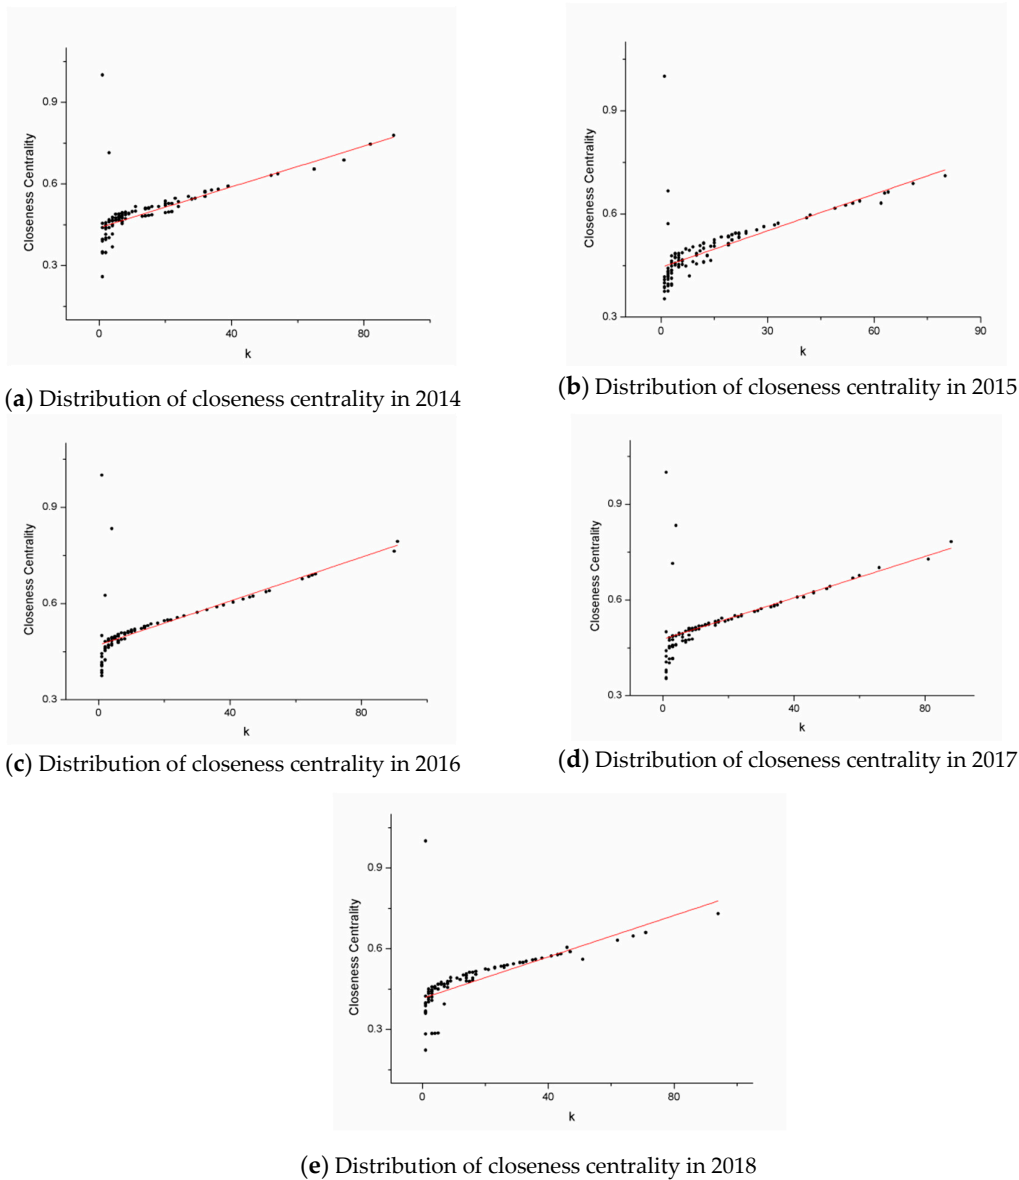 0.9
0.6
0.3
Closeness Centrality
0
40
80
k
(a) Distribution of closeness centrality in 2014
0.9
0.6
0.3
Closeness Centrality
0
30
60
90
k
(b) Distribution of closeness centrality in 2015
0.9
0.6
0.3
Closeness Centrality
0
40
80
k
(c) Distribution of closeness centrality in 2016
0.9
0.6
0.3
Closeness Centrality
0
40
80
k
(d) Distribution of closeness centrality in 2017
0.9
0.6
0.3
Closeness Centrality
0
40
80
k
(e) Distribution of closeness centrality in 2018